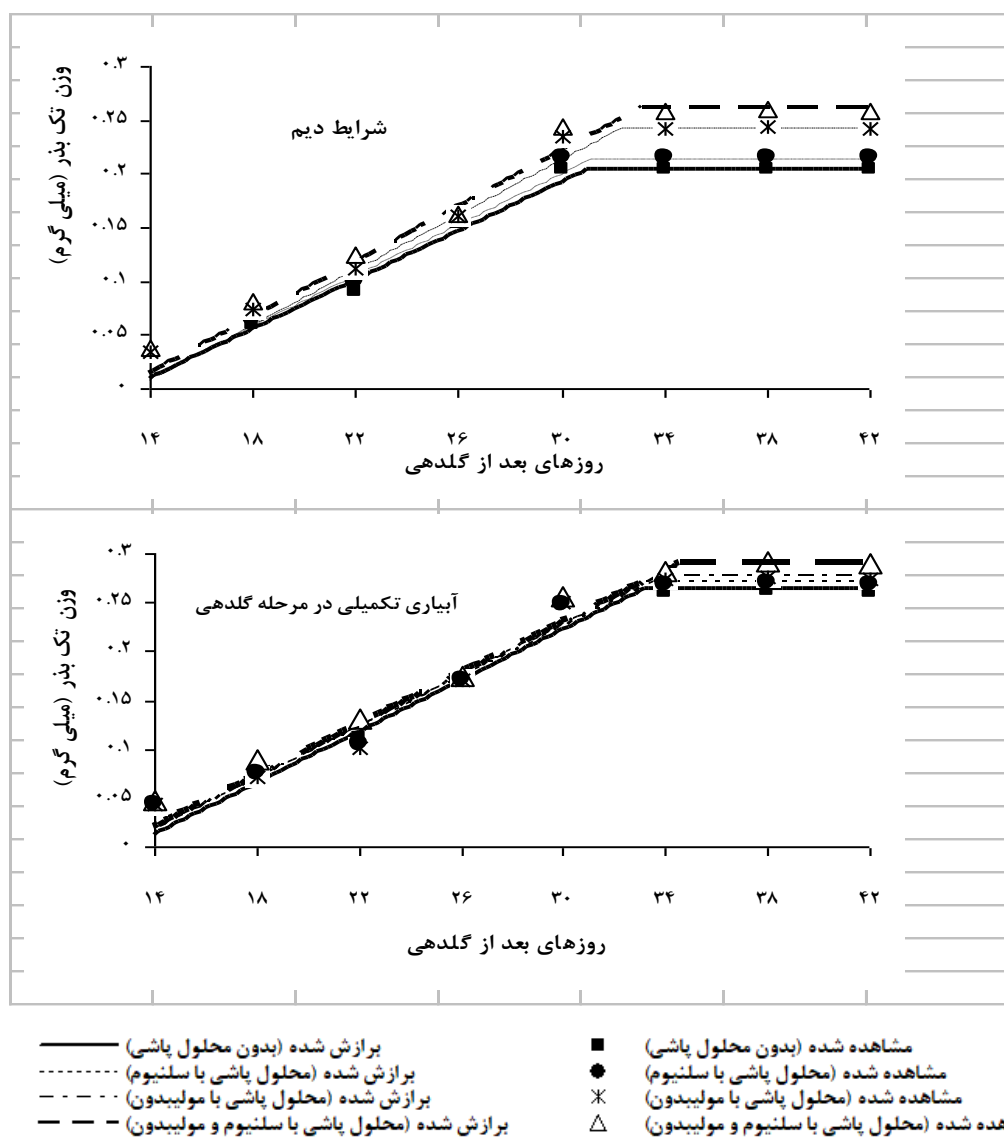 ۰.۳
۰.۲۵
۰.۲
۰.۱۵
۰.۱
۰.۰۵
۰
وزن تک بذر (میلی گرم)
شرایط دیم
۱۴ ۱۸ ۲۲ ۲۶ ۳۰ ۳۴ ۳۸ ۴۲
روزهای بعد از گلدهی
۰.۳
۰.۲۵
۰.۲
۰.۱۵
۰.۱
۰.۰۵
۰
وزن تک بذر (میلی گرم)
آبیاری تکمیلی در مرحله گلدهی
۱۴ ۱۸ ۲۲ ۲۶ ۳۰ ۳۴ ۳۸ ۴۲
روزهای بعد از گلدهی
مشاهده شده (بدون محلول پاشی)
برازش شده (بدون محلول پاشی)
مشاهده شده (محلول پاشی با سلنیوم)
برازش شده (محلول پاشی با سلنیوم)
مشاهده شده (محلول پاشی با مولیبدون)
برازش شده (محلول پاشی با مولیبدون)
هده شده (محلول پاشی با سلنیوم و مولیبدون)
برازش شده (محلول پاشی با سلنیوم و مولیبدون)